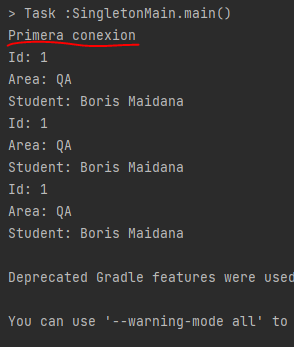 > Task :SingletonMain.main()
Primera conexion
Id: 1
Area: QA
Student: Boris Maidana
Id: 1
Area: QA
Student: Boris Maidana
Id: 1
Area: QA
Student: Boris Maidana
Deprecated Gradle features were used
You can use '--warning-mode all' to